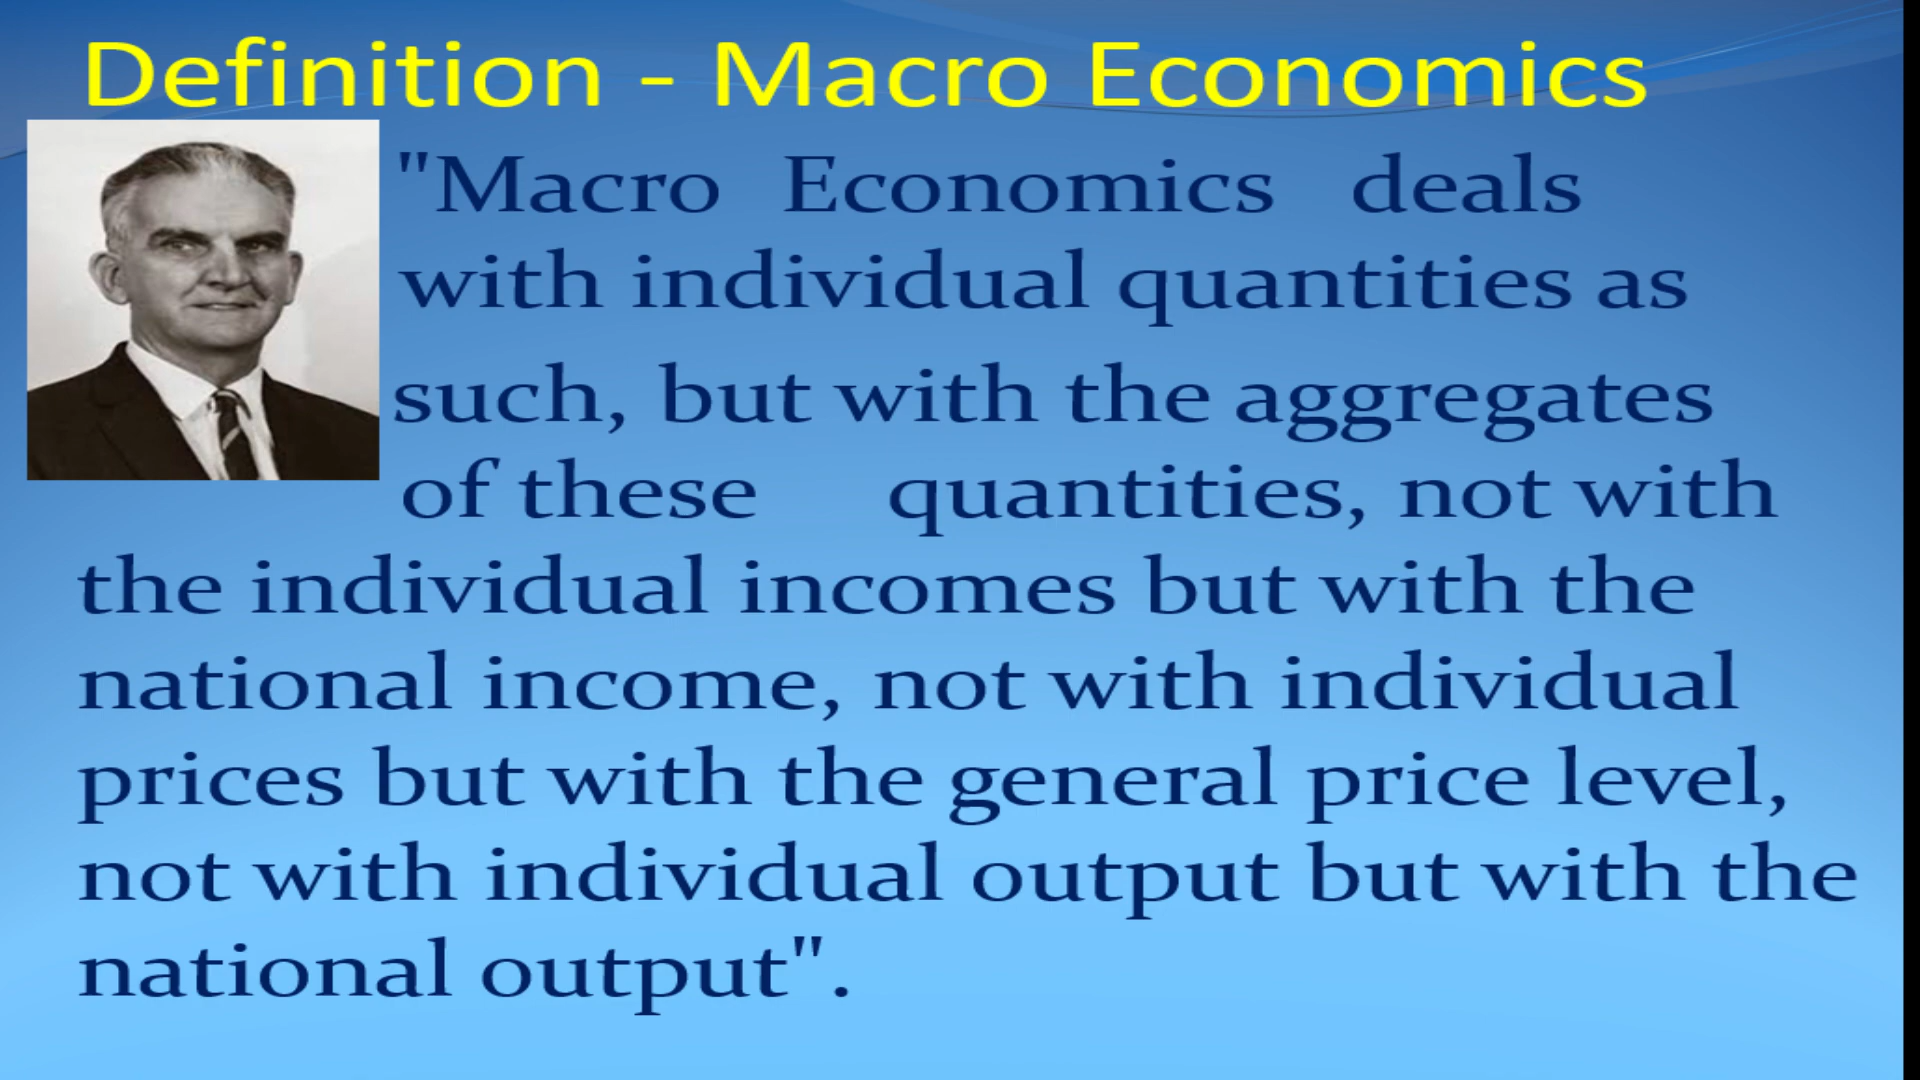 Definition - Macro Economics
"Macro Economics deals
with individual quantities as
such, but with the aggregates
of these quantities, not with
the individual incomes but with the
national income, not with individual
prices but with the general price level,
not with individual output but with the
national output".